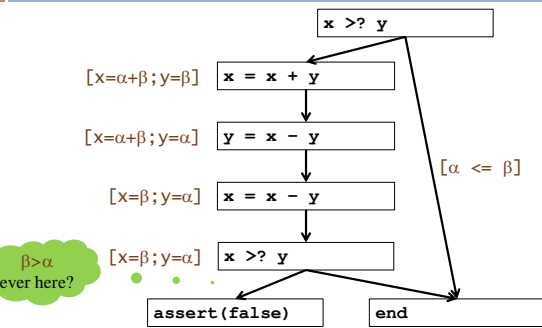 x >? y
[x=α+β;y=β] x = x + y
[x=α+β;y=α] y = x - y
[α <= β]
[x=β;y=α] x = x - y
[x=β;y=α] x >? y
β>α
ever here?
assert(false) end